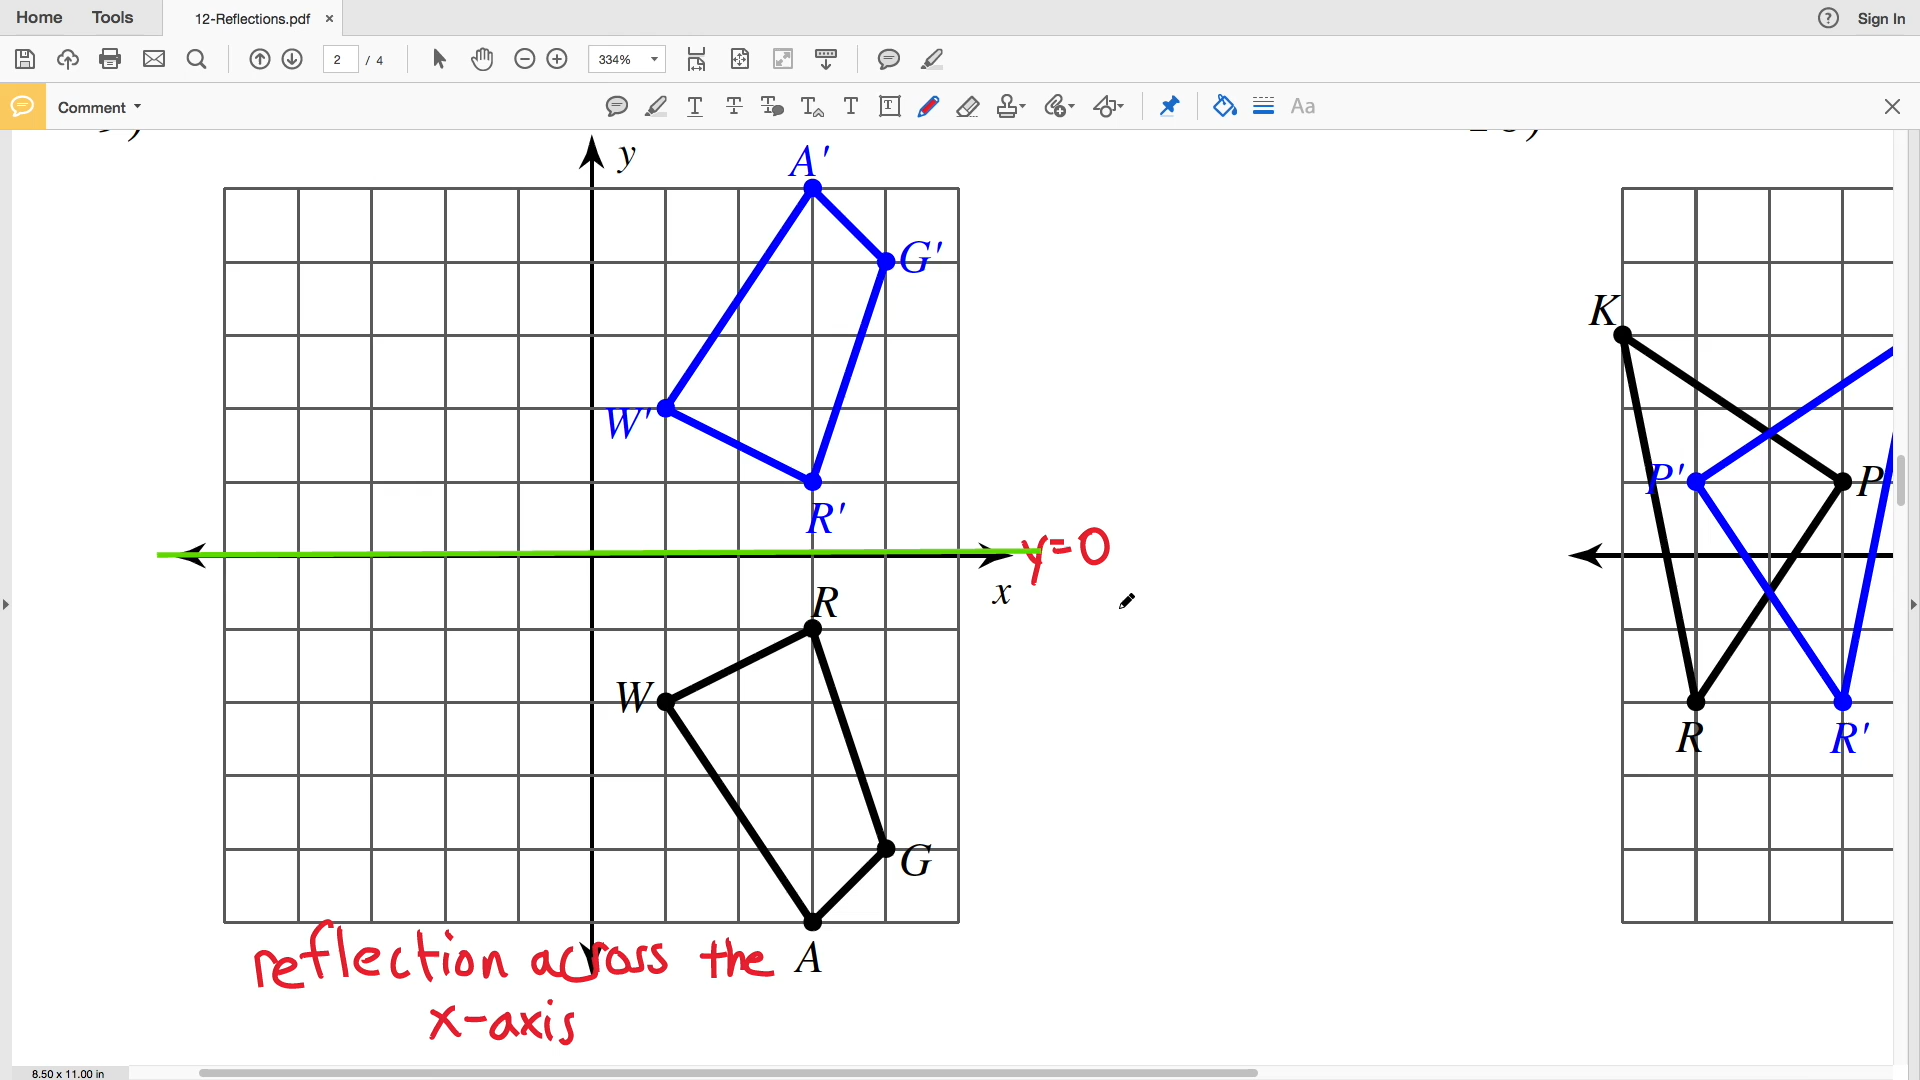 Home Tools 12-Reflections.pdf × ? Sign In
2 / 4 334%
Comment Aa
y A′
G′
K
W′
P′ P
R′
y=0
x
R
W
R R′
G
reflection across the A
x-axis
8.50 x 11.00 in